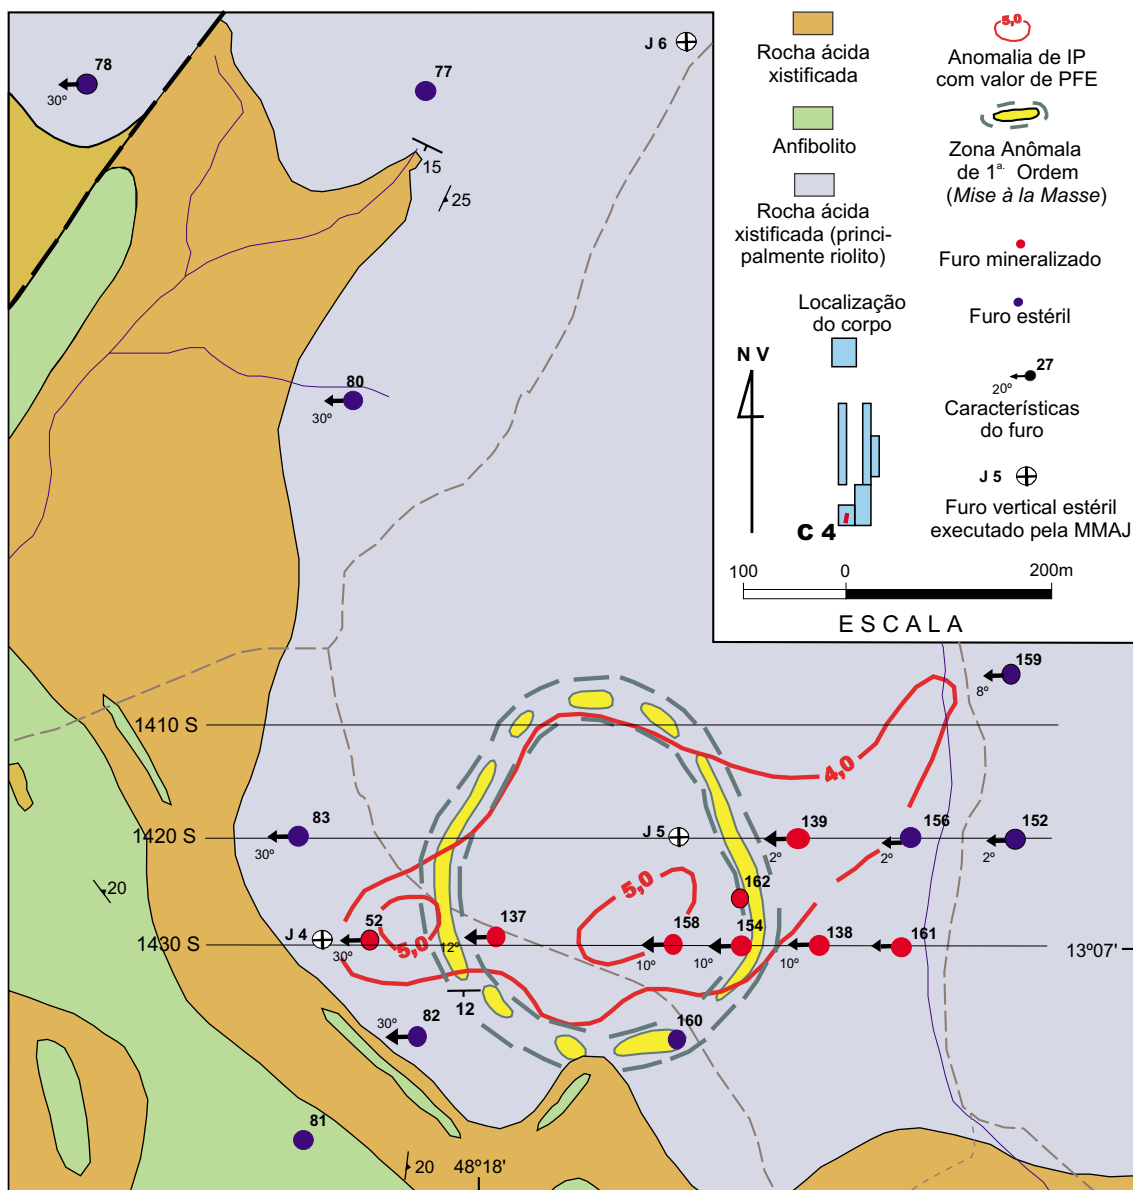 78
30º
77
J 6
15
25
80
30º
1410 S
1420 S
1430 S
83
30º
20
J 4
52
30º
5,0
137
12º
12
30º
82
81
20
48º18'
J 5
5,0
162
158
10º
154
10º
138
10º
161
160
139
2º
156
2º
152
2º
159
8º
4,0
13º07'
Rocha ácida
xistificada
Anfibolito
Rocha ácida
xistificada (princi-
palmente riolito)
Localização
do corpo
N V
C 4
5,0
Anomalia de IP
com valor de PFE
Zona Anômala
de 1ª. Ordem
(Mise à la Masse)
Furo mineralizado
Furo estéril
27
20º
Características
do furo
J 5
Furo vertical estéril
executado pela MMAJ
100 0 200m
E S C A L A